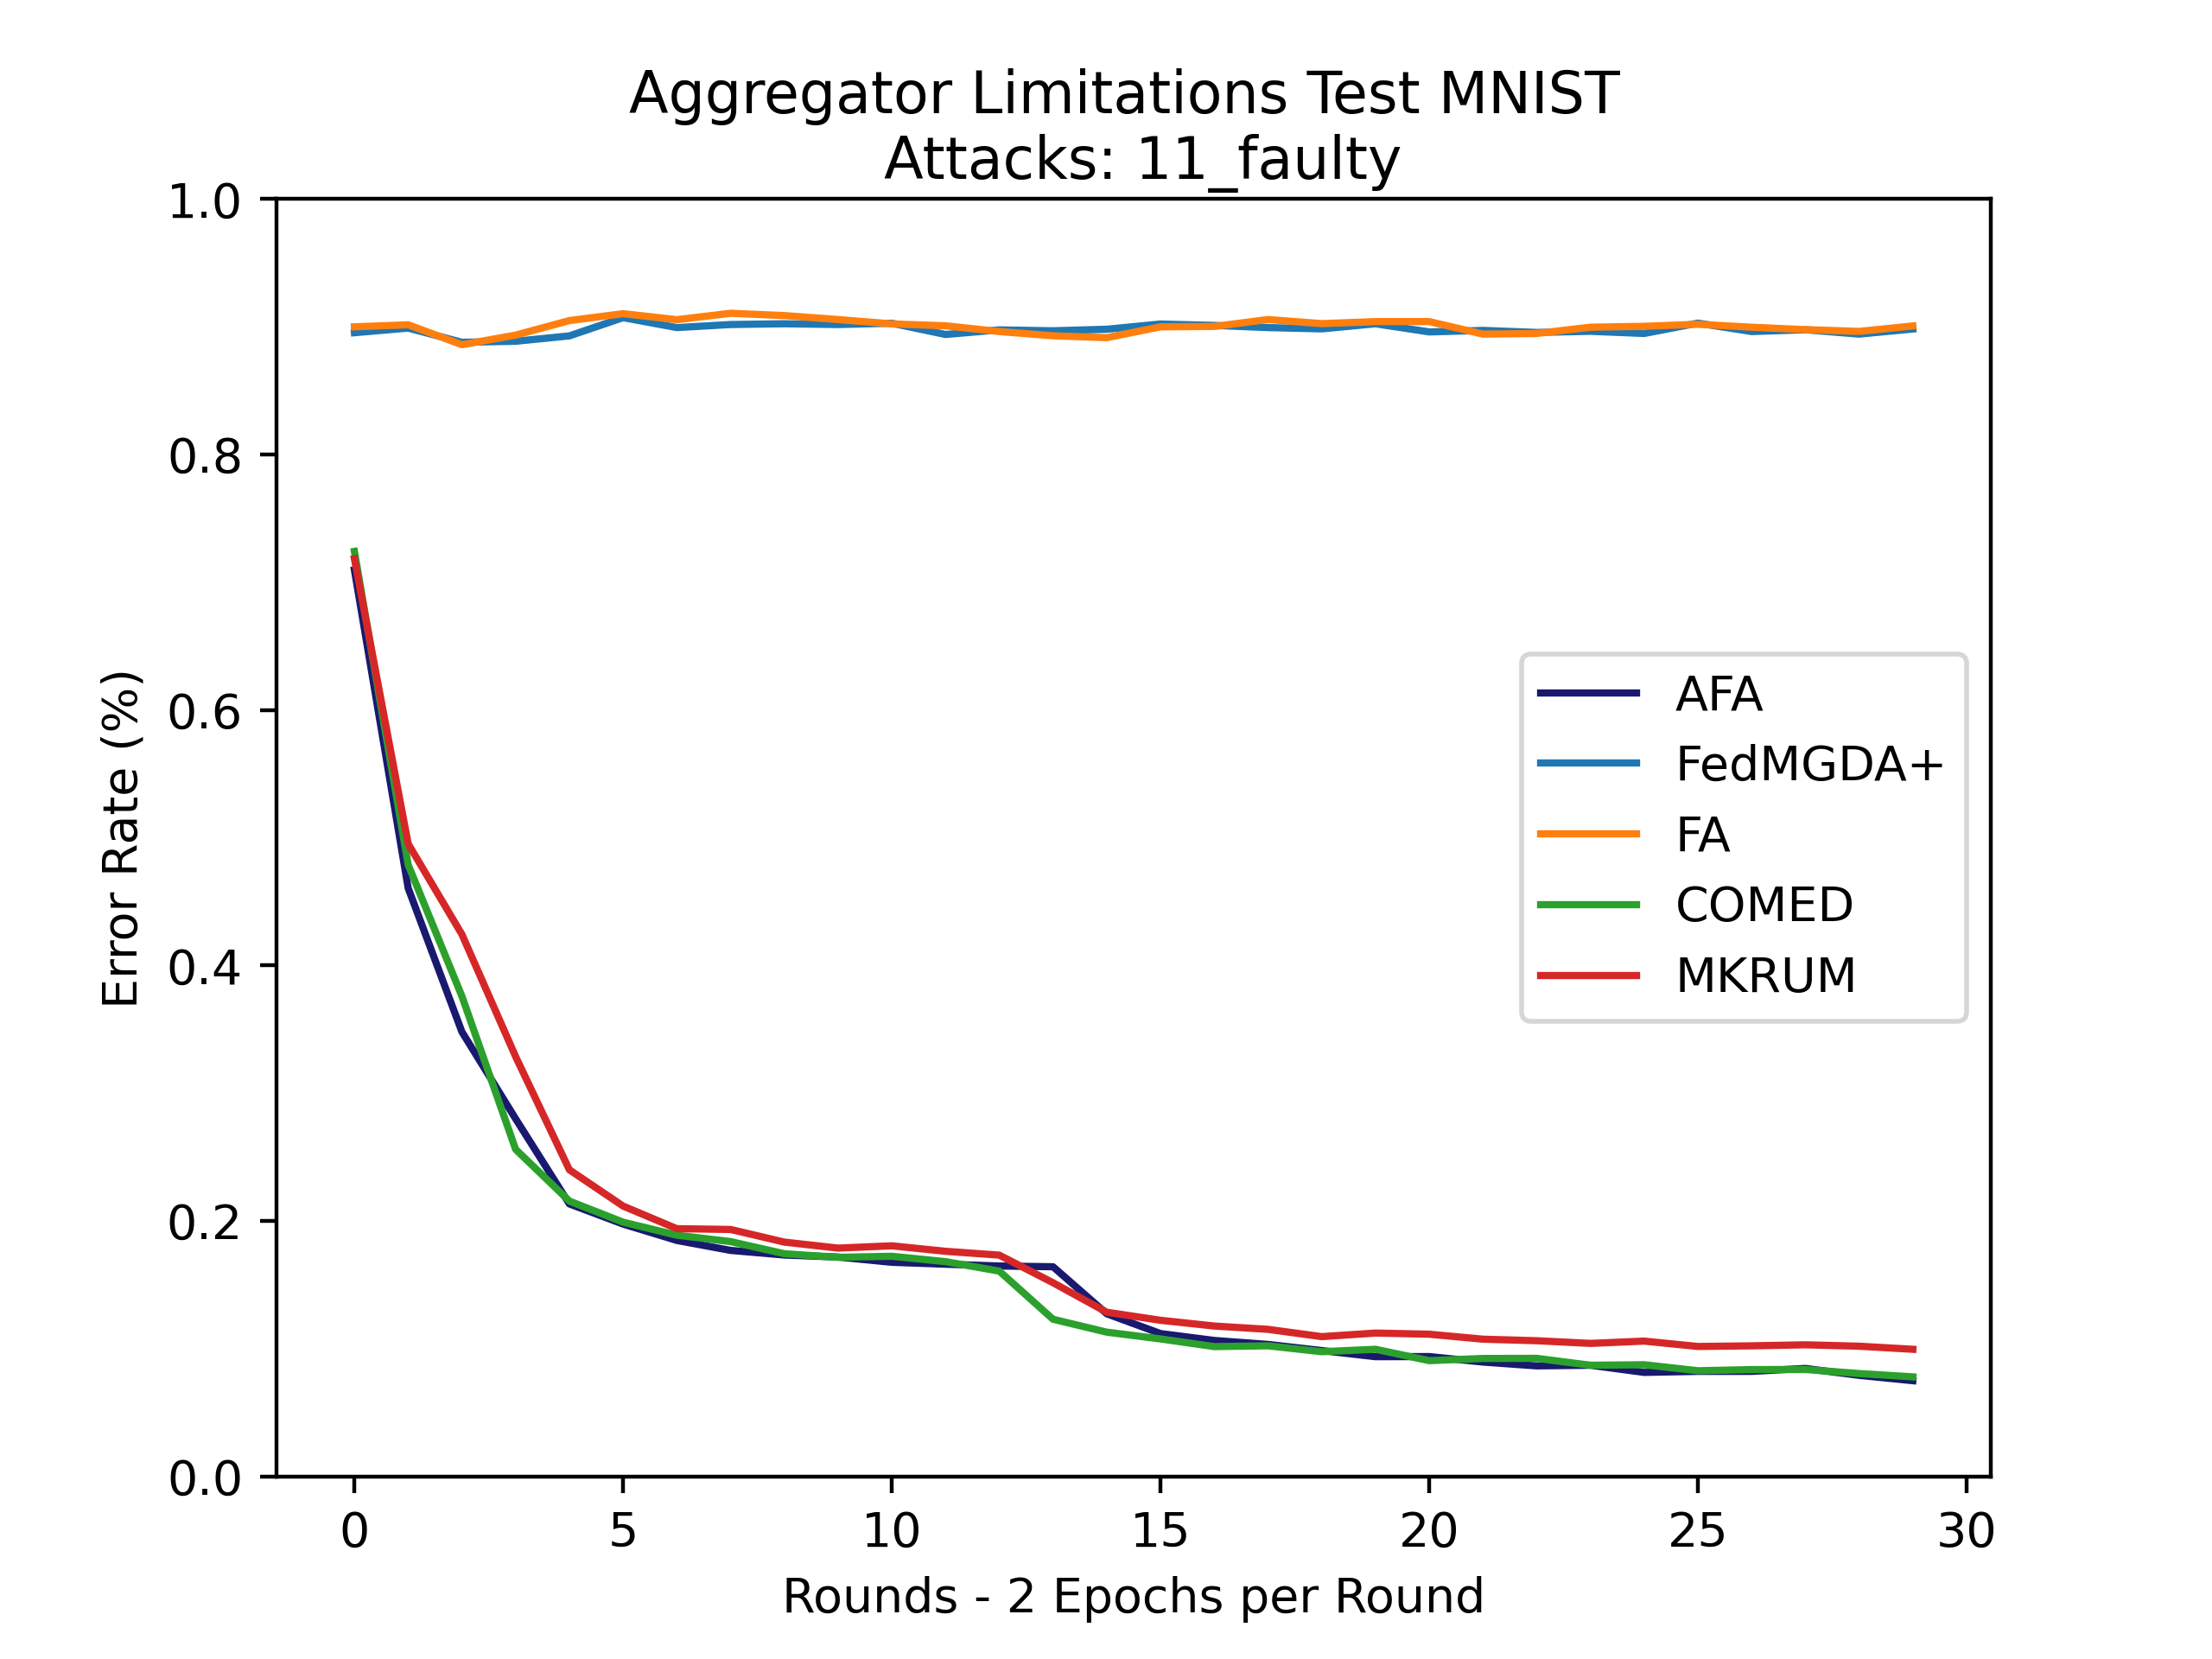 Aggregator Limitations Test MNIST
Attacks: 11_faulty
1.0
0.8
0.6
0.4
0.2
0.0
Error Rate (%)
AFA
FedMGDA+
FA
COMED
MKRUM
0 5 10 15 20 25 30
Rounds - 2 Epochs per Round